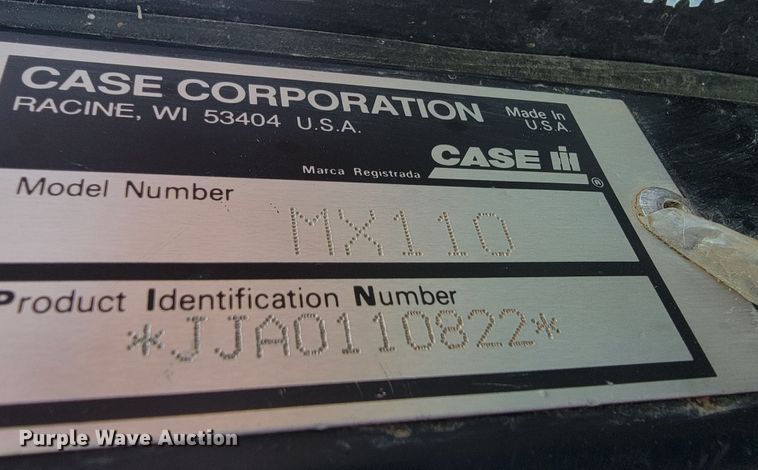 CASE CORPORATION
RACINE, WI 53404 U.S.A.
Made In
U.S.A.
Marca Registrada
CASE IH®
Model Number
MX110
Product Identification Number
*JJA0110822*
Purple Wave Auction